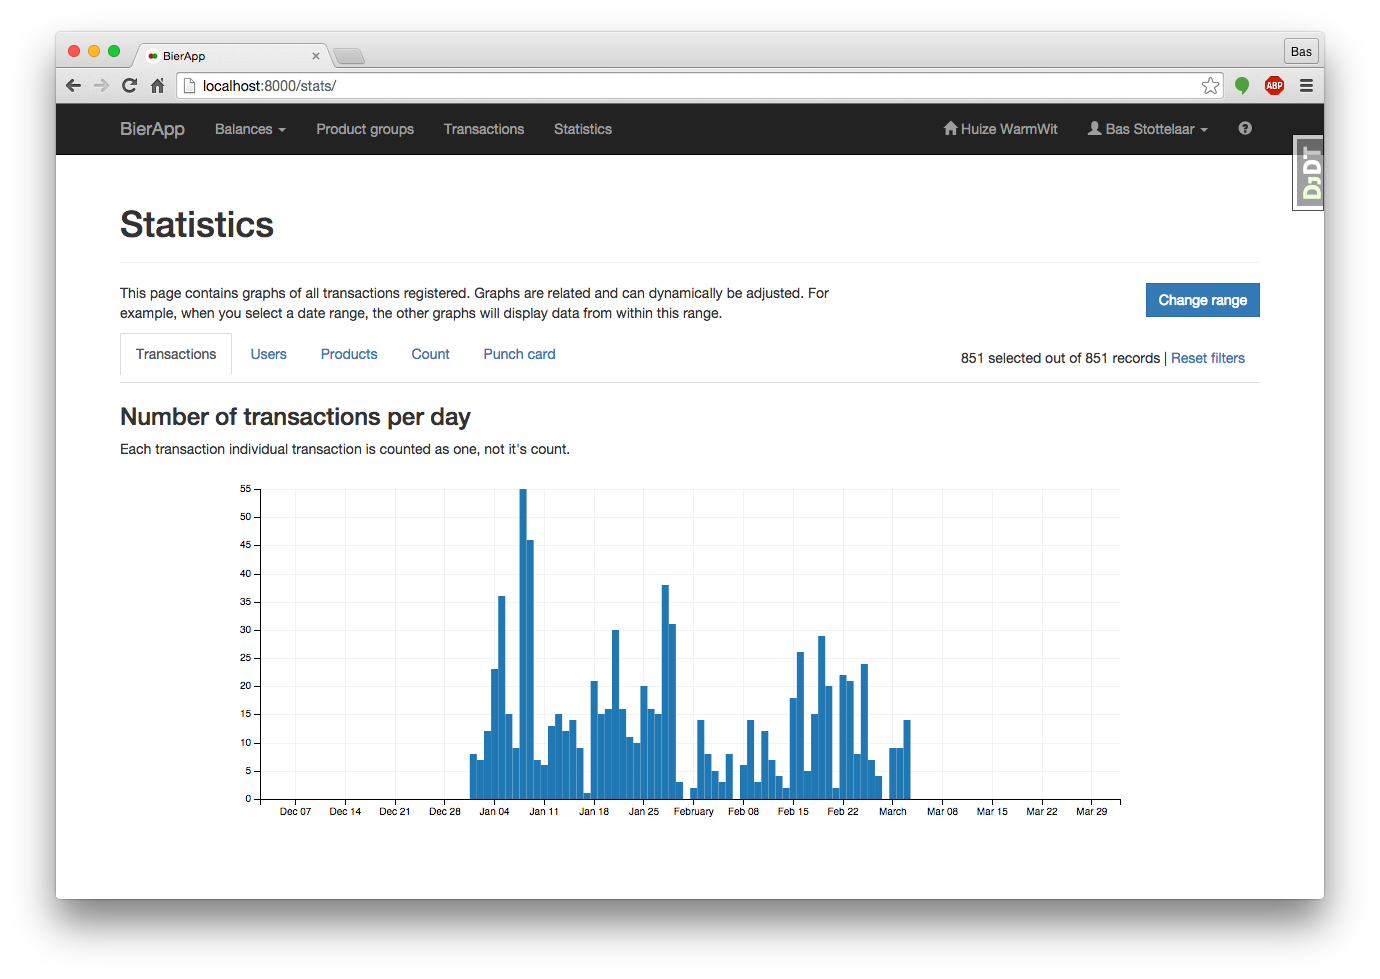 BierApp
Bas
localhost:8000/stats/
ABP
BierApp Balances Product groups Transactions Statistics Huize WarmWit Bas Stottelaar
DJDT
Statistics
This page contains graphs of all transactions registered. Graphs are related and can dynamically be adjusted. For
example, when you select a date range, the other graphs will display data from within this range.
Change range
Transactions Users Products Count Punch card
851 selected out of 851 records | Reset filters
Number of transactions per day
Each transaction individual transaction is counted as one, not it's count.
55
50
45
40
35
30
25
20
15
10
5
0
Dec 07 Dec 14 Dec 21 Dec 28 Jan 04 Jan 11 Jan 18 Jan 25 February Feb 08 Feb 15 Feb 22 March Mar 08 Mar 15 Mar 22 Mar 29